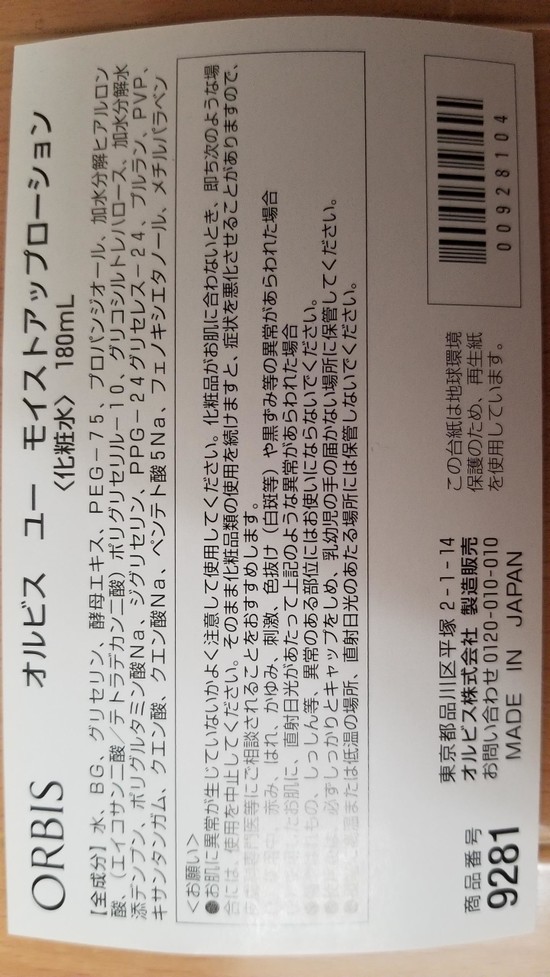 ORBIS オルビス ユー モイストアップローション
〈化粧水〉 180mL
【全成分】水、BG、グリセリン、酵母エキス、PEG－75、プロパンジオール、加水分解ヒアルロン
酸、（エイコサン二酸／テトラデカン二酸）ポリグリセリル－10、グリコシルトレハロース、加水分解水
添デンプン、ポリグルタミン酸Na、ジグリセリン、PPG－24グリセレス－24、プルラン、PVP、
キサンタンガム、クエン酸、クエン酸Na、ペンテト酸5Na、フェノキシエタノール、メチルパラベン
＜お願い＞
●お肌に異常が生じていないかよく注意して使用してください。化粧品がお肌に合わないとき、即ち次のような場
合には、使用を中止してください。そのまま化粧品類の使用を続けますと、症状を悪化させることがありますので、
皮膚科専門医等にご相談されることをおすすめします。
赤み、はれ、かゆみ、刺激、色抜け（白斑等）や黒ずみ等の異常があらわれた場合
たお肌に、直射日光があたって上記のような異常があらわれた場合
もの、しっしん等、異常のある部位にはお使いにならないでください。
必ずしっかりとキャップをしめ、乳幼児の手の届かない場所に保管してください。
温または低温の場所、直射日光のあたる場所には保管しないでください。
商品番号
9281
東京都品川区平塚 2-1-14
オルビス株式会社 製造販売
お問い合わせ 0120-010-010
MADE IN JAPAN
この台紙は地球環境
保護のため、再生紙
を使用しています。
00928104